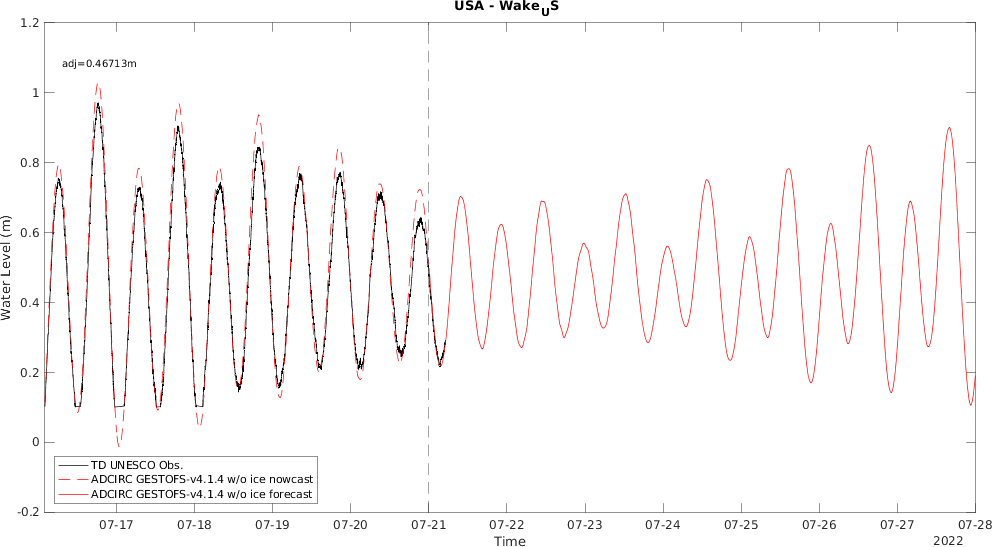 USA - Wake_US
adj=0.46713m
Water Level (m)
1.2
1
0.8
0.6
0.4
0.2
0
-0.2
TD UNESCO Obs.
ADCIRC GESTOFS-v4.1.4 w/o ice nowcast
ADCIRC GESTOFS-v4.1.4 w/o ice forecast
07-17 07-18 07-19 07-20 07-21 07-22 07-23 07-24 07-25 07-26 07-27 07-28
Time
2022